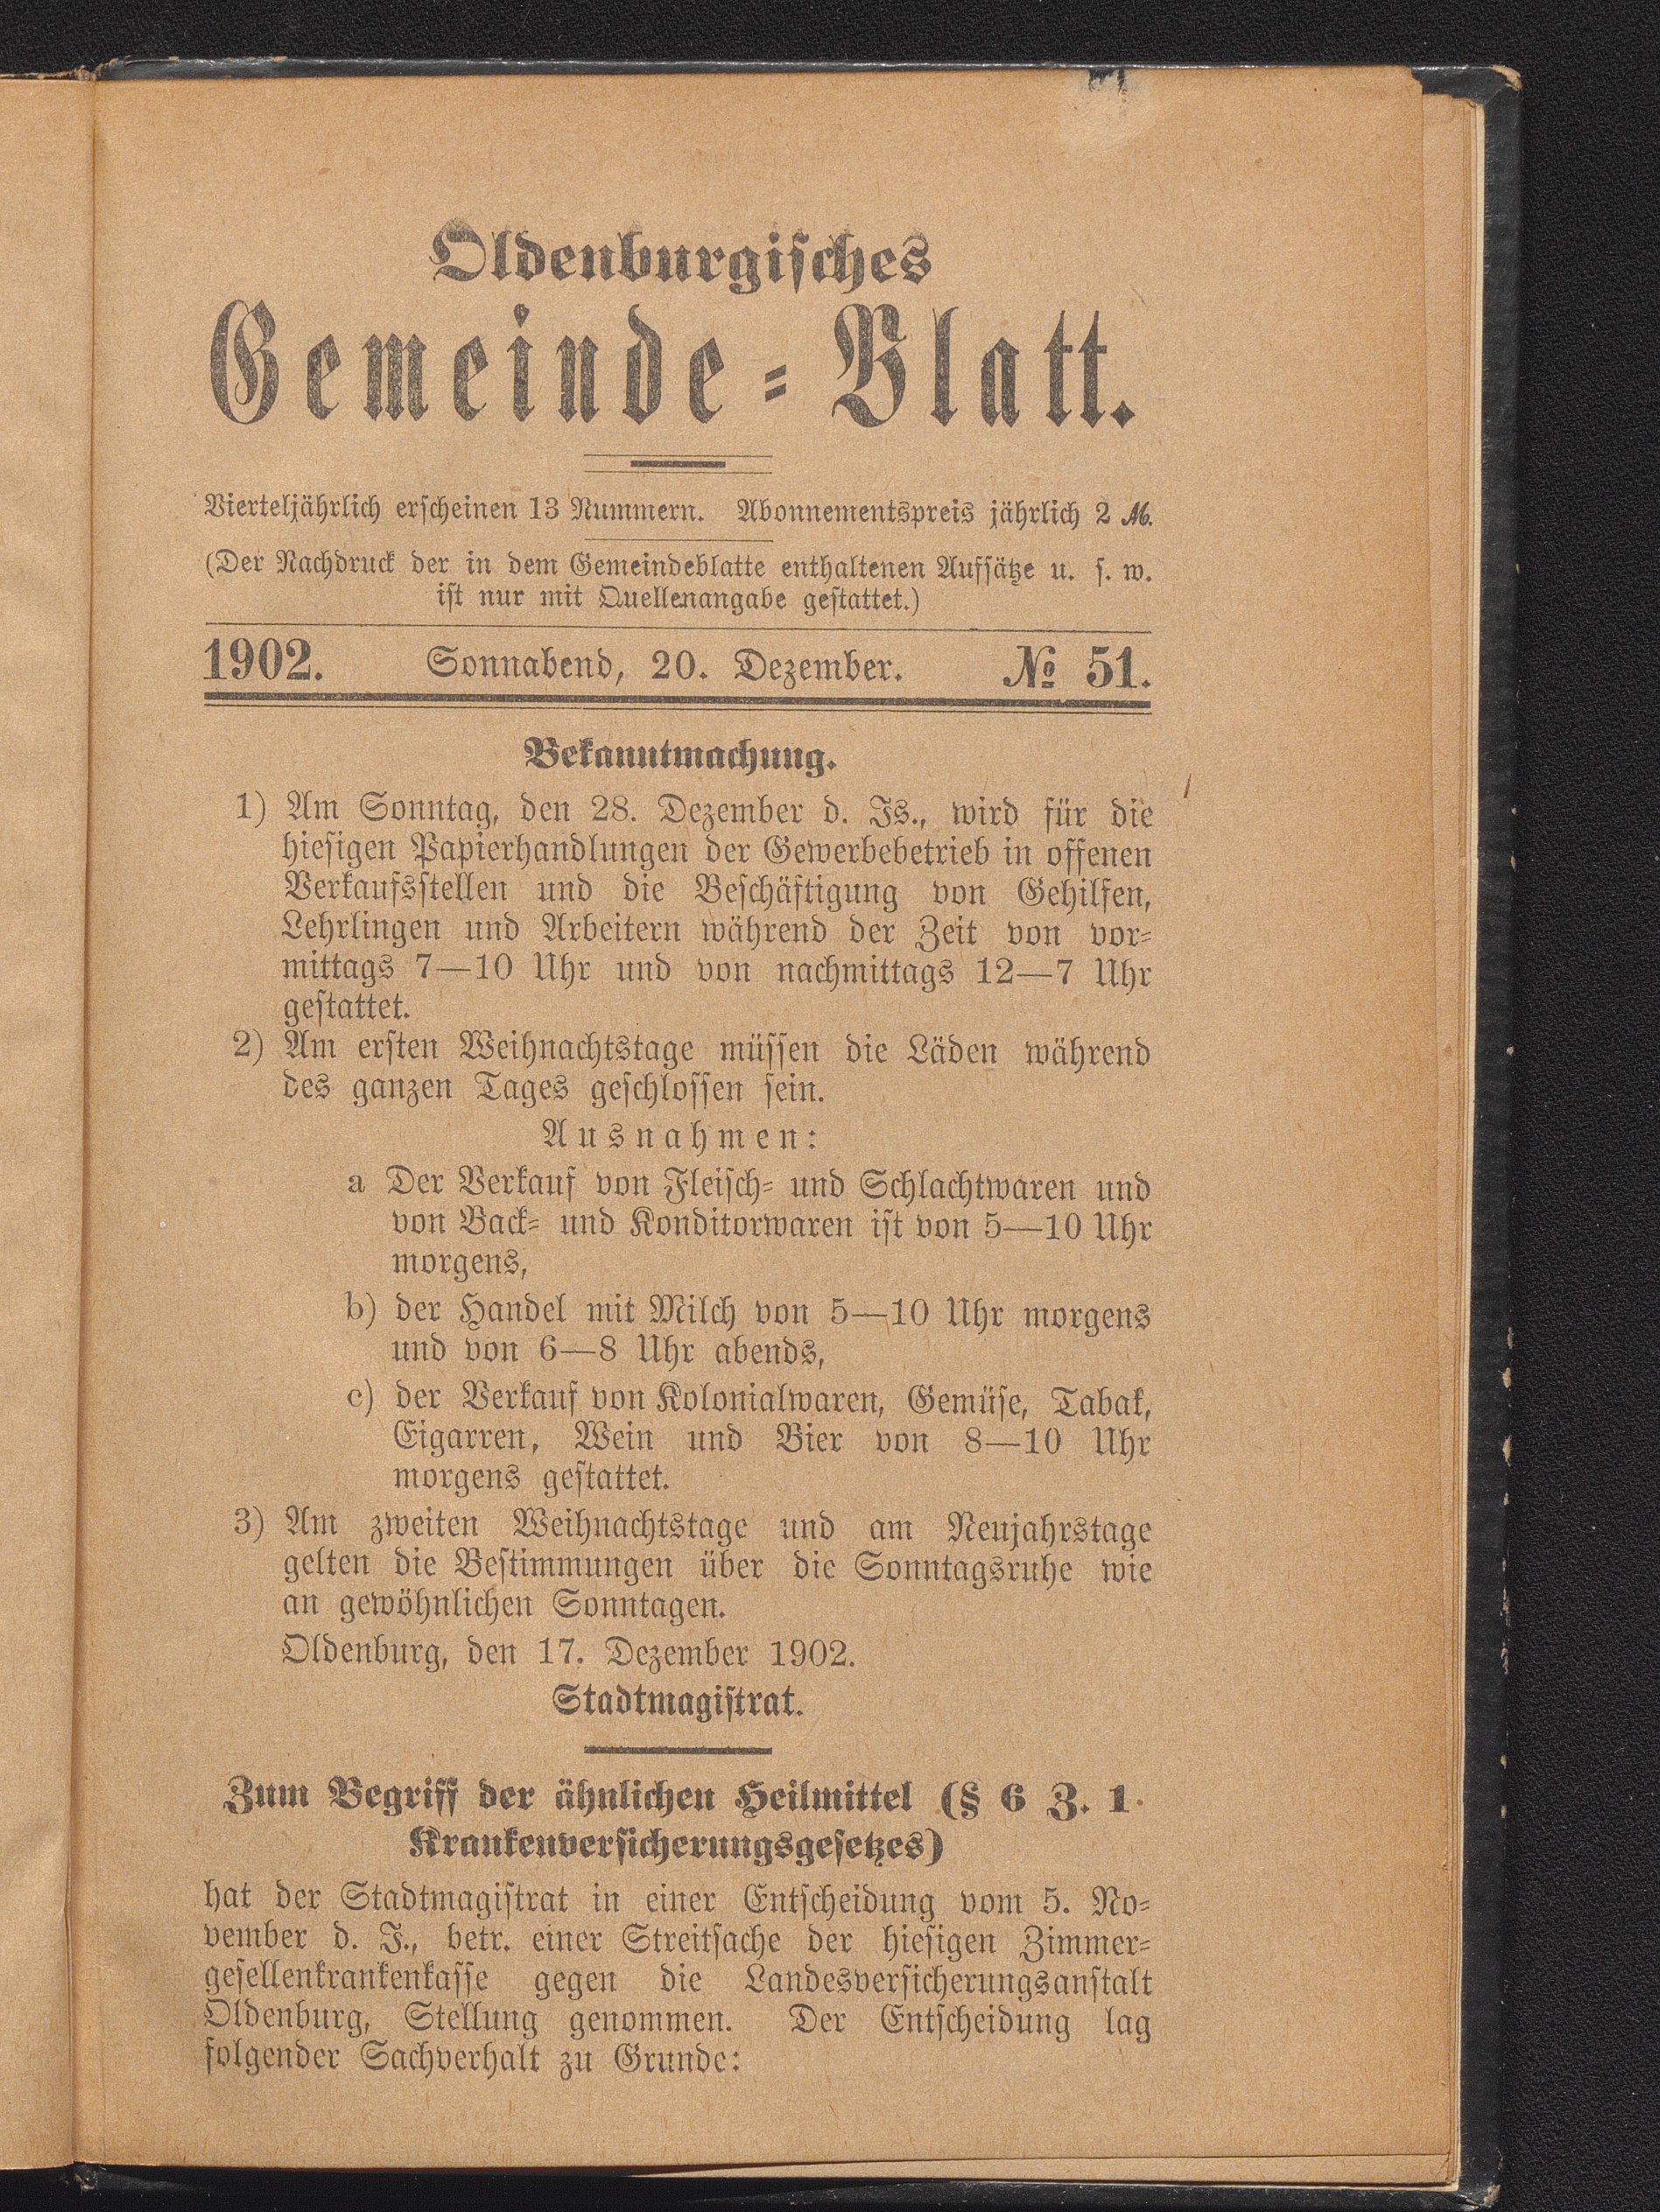 Oldenburgisches
Gemeinde-Blatt.
Vierteljährlich erscheinen 13 Nummern. Abonnementspreis jährlich 2 ℳ.
(Der Nachdruck der in dem Gemeindeblatte enthaltenen Aufsätze u. s. w.
ist nur mit Quellenangabe gestattet.)
1902. Sonnabend, 20. Dezember. № 51.
Bekanntmachung.
1) Am Sonntag, den 28. Dezember d. Js., wird für die
hiesigen Papierhandlungen der Gewerbebetrieb in offenen
Verkaufsstellen und die Beschäftigung von Gehilfen,
Lehrlingen und Arbeitern während der Zeit von vor-
mittags 7—10 Uhr und von nachmittags 12—7 Uhr
gestattet.
2) Am ersten Weihnachtstage müssen die Läden während
des ganzen Tages geschlossen sein.
Ausnahmen:
a Der Verkauf von Fleisch- und Schlachtwaren und
von Back- und Konditorwaren ist von 5—10 Uhr
morgens,
b) der Handel mit Milch von 5—10 Uhr morgens
und von 6—8 Uhr abends,
c) der Verkauf von Kolonialwaren, Gemüse, Tabak,
Cigarren, Wein und Bier von 8—10 Uhr
morgens gestattet.
3) Am zweiten Weihnachtstage und am Neujahrstage
gelten die Bestimmungen über die Sonntagsruhe wie
an gewöhnlichen Sonntagen.
Oldenburg, den 17. Dezember 1902.
Stadtmagistrat.
Zum Begriff der ähnlichen Heilmittel (§ 6 Z. 1.
Krankenversicherungsgesetzes)
hat der Stadtmagistrat in einer Entscheidung vom 5. No-
vember d. J., betr. einer Streitsache der hiesigen Zimmer-
gesellenkrankenkasse gegen die Landesversicherungsanstalt
Oldenburg, Stellung genommen. Der Entscheidung lag
folgender Sachverhalt zu Grunde: